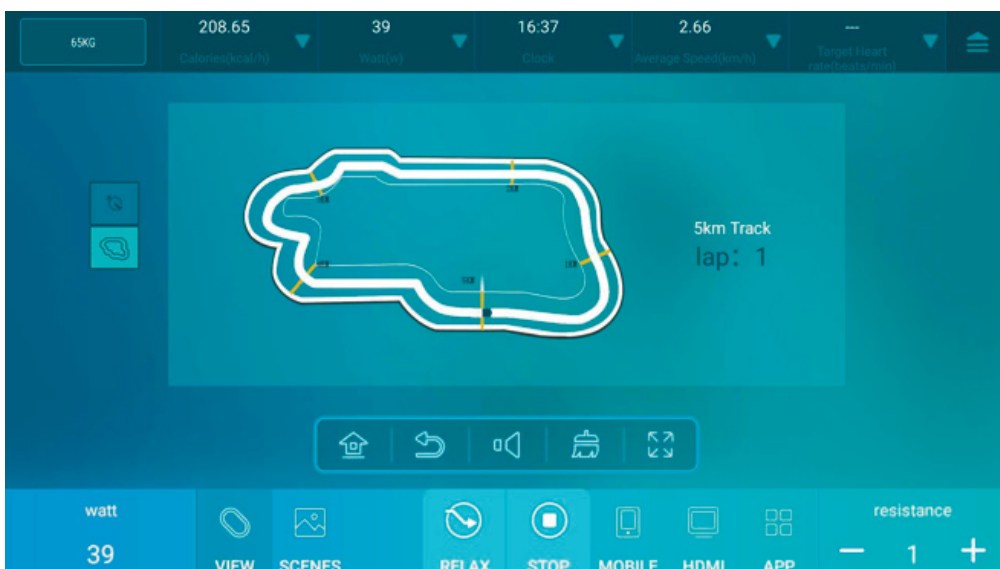 65KG
208.65
Calories(kcal/h)
39
Watt(w)
16:37
Clock
2.66
Average Speed(km/h)
---
Target Heart
rate(beats/min)
5km Track
lap: 1
watt
39
VIEW
SCENES
RELAX
STOP
MOBILE
HDMI
APP
resistance
— 1 +